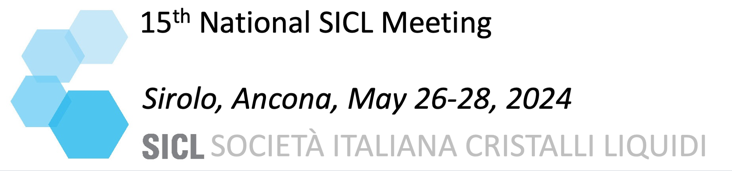 15th National SICL Meeting
Sirolo, Ancona, May 26-28, 2024
SICL SOCIETÀ ITALIANA CRISTALLI LIQUIDI